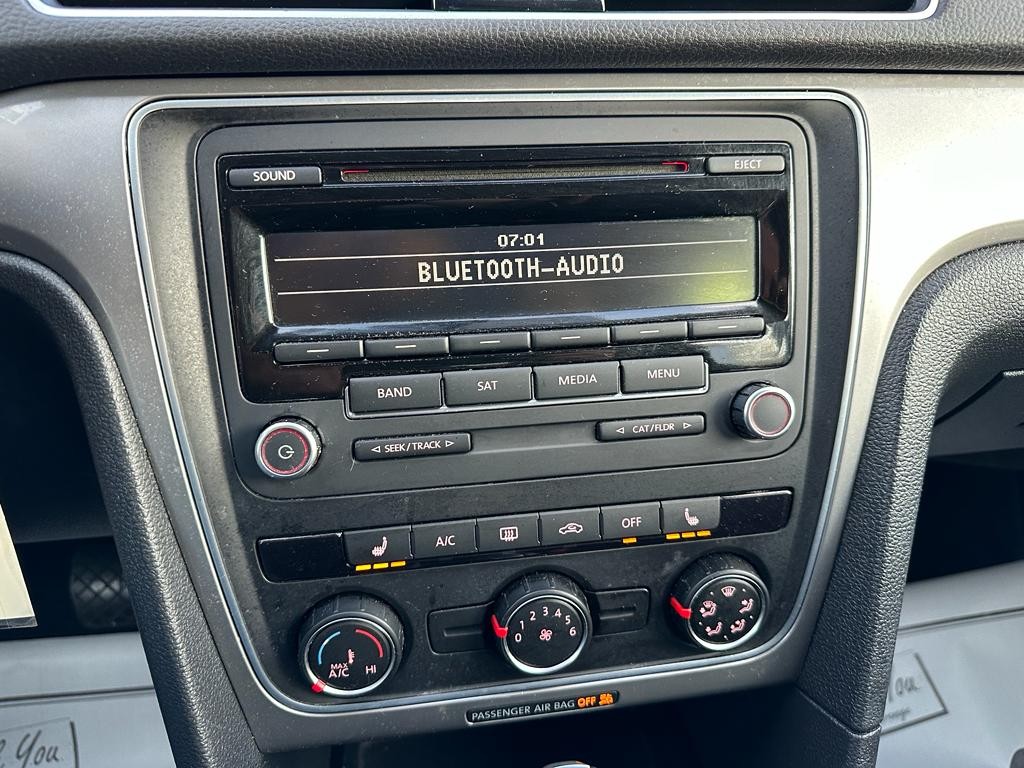 SOUND
EJECT
07:01
BLUETOOTH-AUDIO
BAND
SAT
MEDIA
MENU
SEEK/TRACK
CAT/FLDR
A/C
OFF
MAX
A/C
HI
0 1 2 3 4 5 6
PASSENGER AIR BAG OFF
You